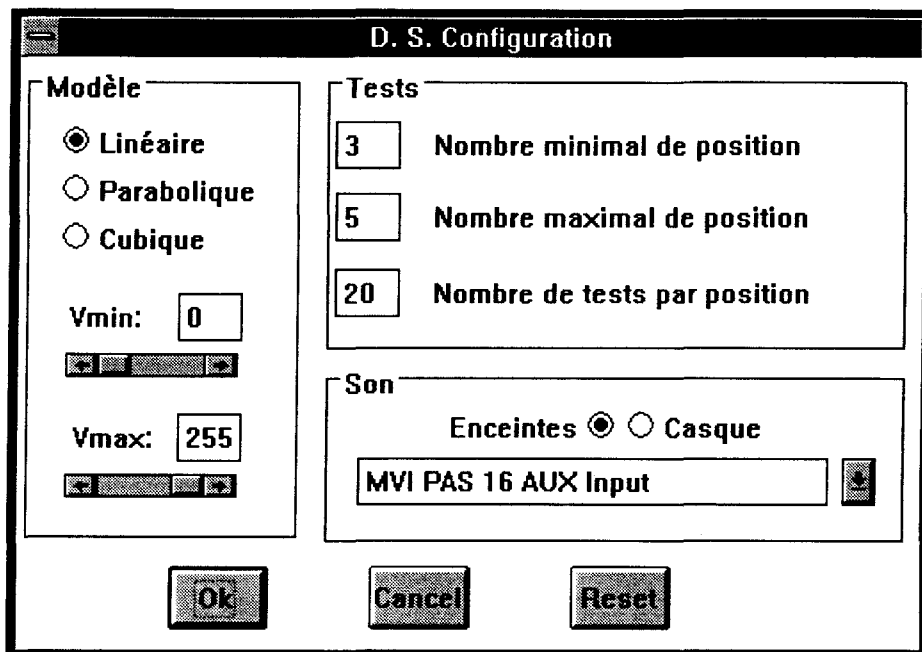 D. S. Configuration
Modèle
Linéaire
Parabolique
Cubique
Vmin: 0
Vmax: 255
Tests
3 Nombre minimal de position
5 Nombre maximal de position
20 Nombre de tests par position
Son
Enceintes Casque
MVI PAS 16 AUX Input
Ok Cancel Reset